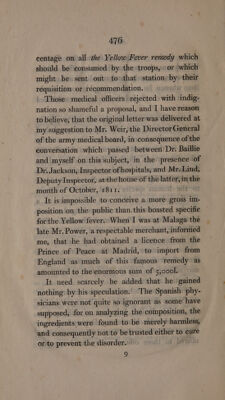 476
centage on all the Yellow Fever remedy which
should be consumed by the troops, or which
might be sent out to that station by their
requisition or recommendation.
Those medical officers rejected with indig-
nation so shameful a proposal, and I have reason
to believe, that the original letter was delivered at
my suggestion to Mr. Weir, the Director General
of the army medical board, in consequence of the
conversation which passed between Dr. Baillie
and myself on this subject, in the presence of
Dr. Jackson, Inspector of hospitals, and Mr. Lind,
Deputy Inspector, at the house of the latter, in the
month of October, 1811.
It is impossible to conceive a more gross im-
position on the public than this boasted specific
for the Yellow fever. When I was at Malaga the
late Mr. Power, a respectable merchant, informed
me, that he had obtained a licence from the
Prince of Peace at Madrid, to import from
England as much of this famous remedy as
amounted to the enormous sum of 5,000l.
It need scarcely be added that he gained
nothing by his speculation. The Spanish phy-
sicians were not quite so ignorant as some have
supposed, for on analyzing the composition, the
ingredients were found to be merely harmless,
and consequently not to be trusted either to cure
or to prevent the disorder.
9